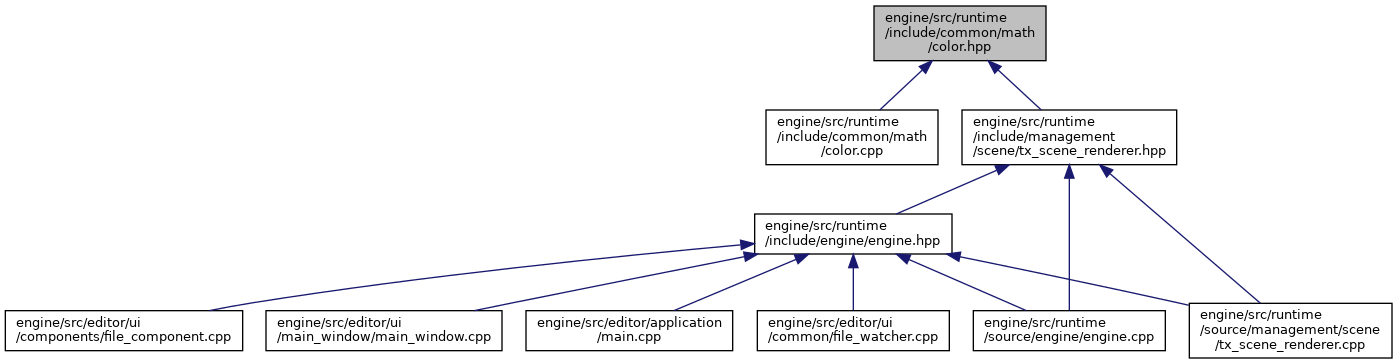 engine/src/runtime
/include/common/math
/color.hpp
engine/src/runtime
/include/common/math
/color.cpp
engine/src/runtime
/include/management
/scene/tx_scene_renderer.hpp
engine/src/runtime
/include/engine/engine.hpp
engine/src/editor/ui
/components/file_component.cpp
engine/src/editor/ui
/main_window/main_window.cpp
engine/src/editor/application
/main.cpp
engine/src/editor/ui
/common/file_watcher.cpp
engine/src/runtime
/source/engine/engine.cpp
engine/src/runtime
/source/management/scene
/tx_scene_renderer.cpp